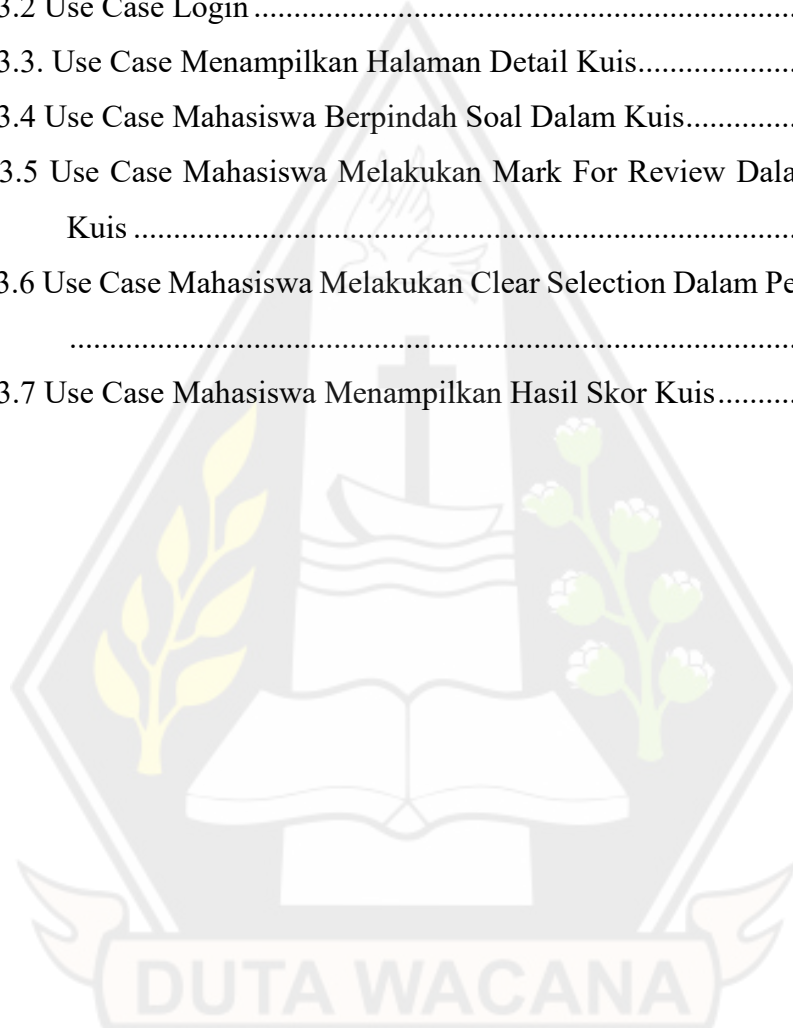 3.2 Use Case Login ....................................................................
3.3. Use Case Menampilkan Halaman Detail Kuis....................
3.4 Use Case Mahasiswa Berpindah Soal Dalam Kuis..............
3.5 Use Case Mahasiswa Melakukan Mark For Review Dala
Kuis ...................................................................................
3.6 Use Case Mahasiswa Melakukan Clear Selection Dalam Pe
...........................................................................................
3.7 Use Case Mahasiswa Menampilkan Hasil Skor Kuis..........
DUTA WACANA